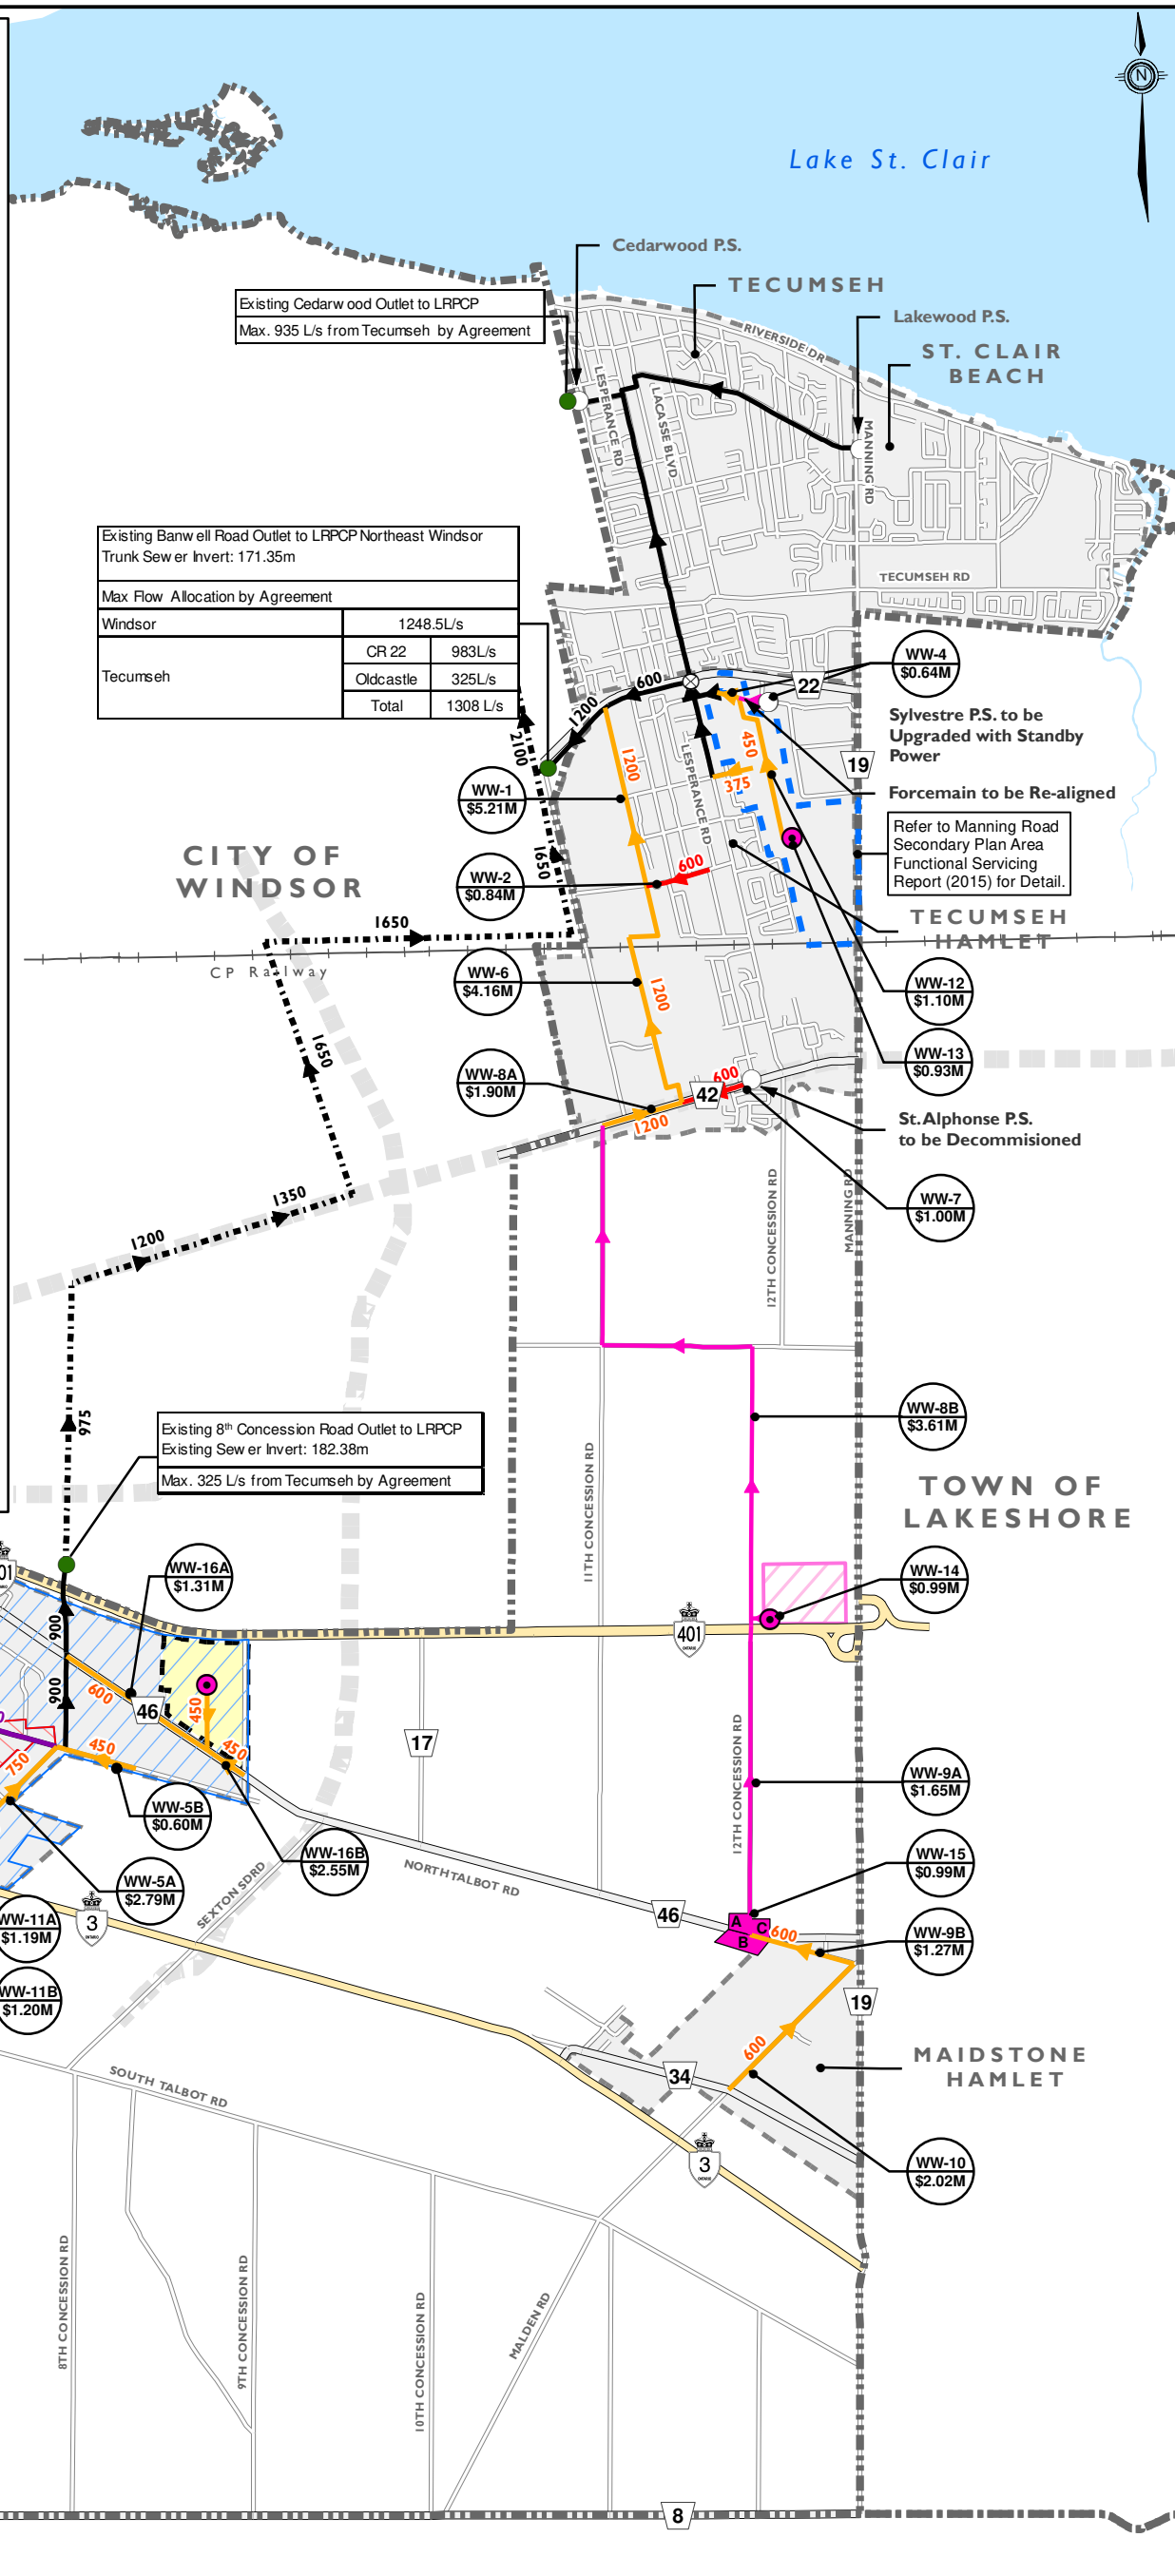 N
Lake St. Clair
Cedarwood P.S.
TECUMSEH
Existing Cedarwood Outlet to LRPCP
Max. 935 L/s from Tecumseh by Agreement
Lakewood P.S.
RIVERSIDE DR
ST. CLAIR
BEACH
LESPERANCE RD
LACASSE BLVD
MANNING RD
Existing Banwell Road Outlet to LRPCP Northeast Windsor
Trunk Sewer Invert: 171.35m
Max Flow Allocation by Agreement
Windsor
1248.5L/s
Tecumseh
CR 22
983L/s
Oldcastle
325L/s
Total
1308 L/s
TECUMSEH RD
WW-4
$0.64M
600
22
1200
2100
Sylvestre P.S. to be
Upgraded with Standby
Power
450
1200
LESPERANCE RD
375
19
WW-1
$5.21M
Forcemain to be Re-aligned
Refer to Manning Road
Secondary Plan Area
Functional Servicing
Report (2015) for Detail.
CITY OF
WINDSOR
1650
600
WW-2
$0.84M
TECUMSEH
HAMLET
1650
CP Railway
WW-6
$4.16M
1200
WW-12
$1.10M
1650
WW-13
$0.93M
WW-8A
$1.90M
600
42
1200
St. Alphonse P.S.
to be Decommisioned
1350
1200
12TH CONCESSION RD
MANNING RD
WW-7
$1.00M
975
WW-8B
$3.61M
Existing 8th Concession Road Outlet to LRPCP
Existing Sewer Invert: 182.38m
Max. 325 L/s from Tecumseh by Agreement
11TH CONCESSION RD
TOWN OF
LAKESHORE
WW-16A
$1.31M
WW-14
$0.99M
401
ONTARIO
900
900
600
46
450
450
17
450
750
12TH CONCESSION RD
WW-9A
$1.65M
WW-5B
$0.60M
WW-16B
$2.55M
WW-5A
$2.79M
SEXTON SDRD
NORTH TALBOT RD
WW-15
$0.99M
46
A
C
B
600
WW-9B
$1.27M
WW-11A
$1.19M
3
ONTARIO
WW-11B
$1.20M
19
600
34
MAIDSTONE
HAMLET
SOUTH TALBOT RD
3
ONTARIO
WW-10
$2.02M
8TH CONCESSION RD
9TH CONCESSION RD
10TH CONCESSION RD
MALDEN RD
8